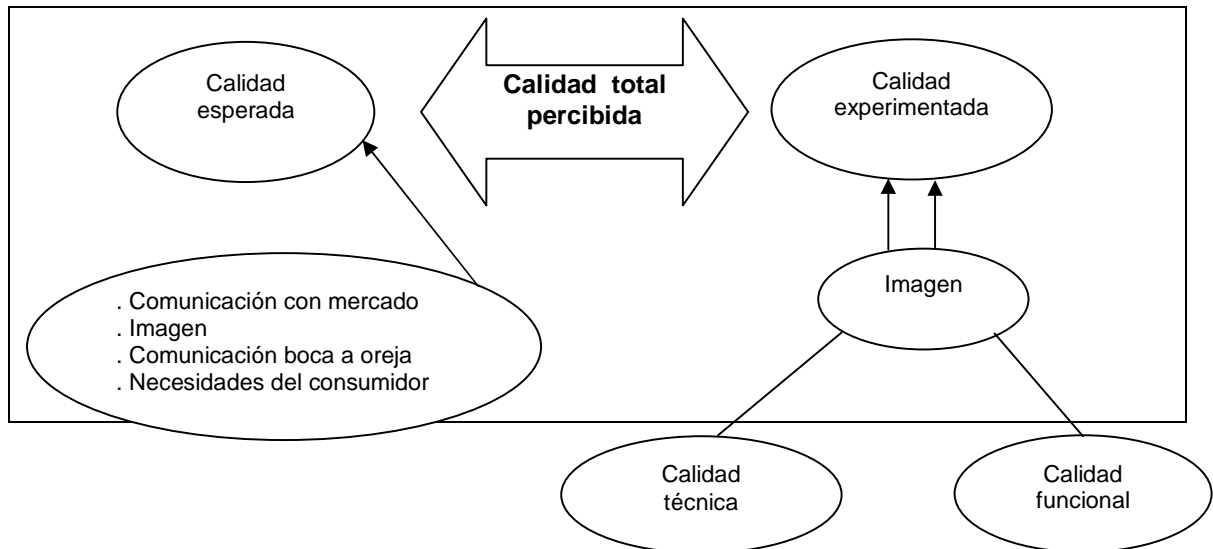 Calidad
esperada
Calidad total
percibida
Calidad
experimentada
. Comunicación con mercado
. Imagen
. Comunicación boca a oreja
. Necesidades del consumidor
Imagen
Calidad
técnica
Calidad
funcional